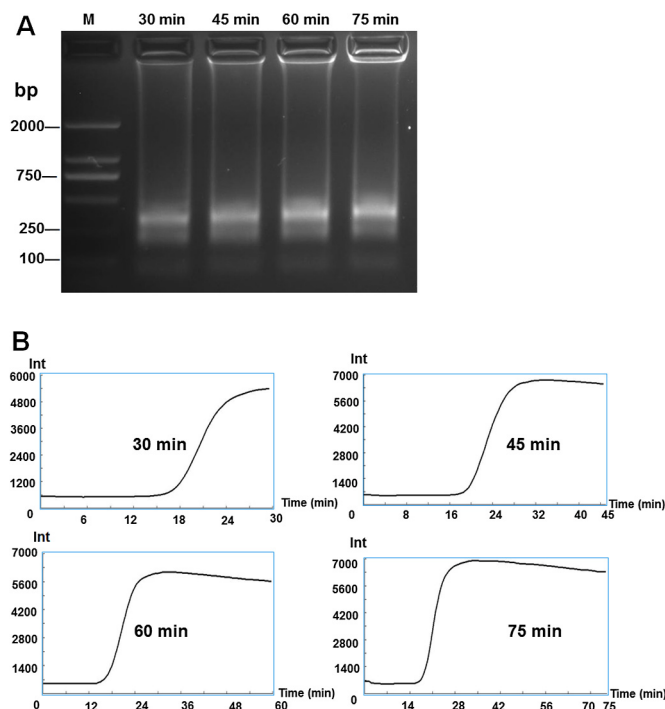 A
M 30 min 45 min 60 min 75 min
bp
2000
750
250
100
B
Int
6000
4800
3600
2400
1200
0
6 12 18 24 30
Time (min)
30 min
Int
7000
5600
4200
2800
1400
0
8 16 24 32 40 45
Time (min)
45 min
Int
7000
5600
4200
2800
1400
0
0 12 24 36 48 60
Time (min)
60 min
Int
7000
5600
4200
2800
1400
0
14 28 42 56 70 75
Time (min)
75 min